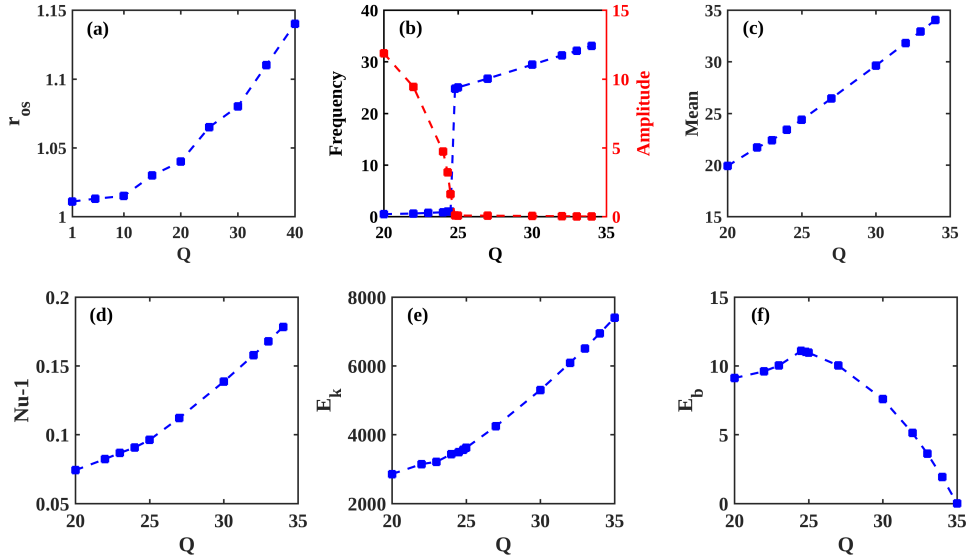 (a)
1.15
1.1
1.05
1
r_os
1 10 20 30 40
Q
(b)
40
30
20
10
0
Frequency
15
10
5
0
Amplitude
20 25 30 35
Q
(c)
35
30
25
20
15
Mean
20 25 30 35
Q
(d)
0.2
0.15
0.1
0.05
Nu-1
20 25 30 35
Q
(e)
8000
6000
4000
2000
E_k
20 25 30 35
Q
(f)
15
10
5
0
E_b
20 25 30 35
Q